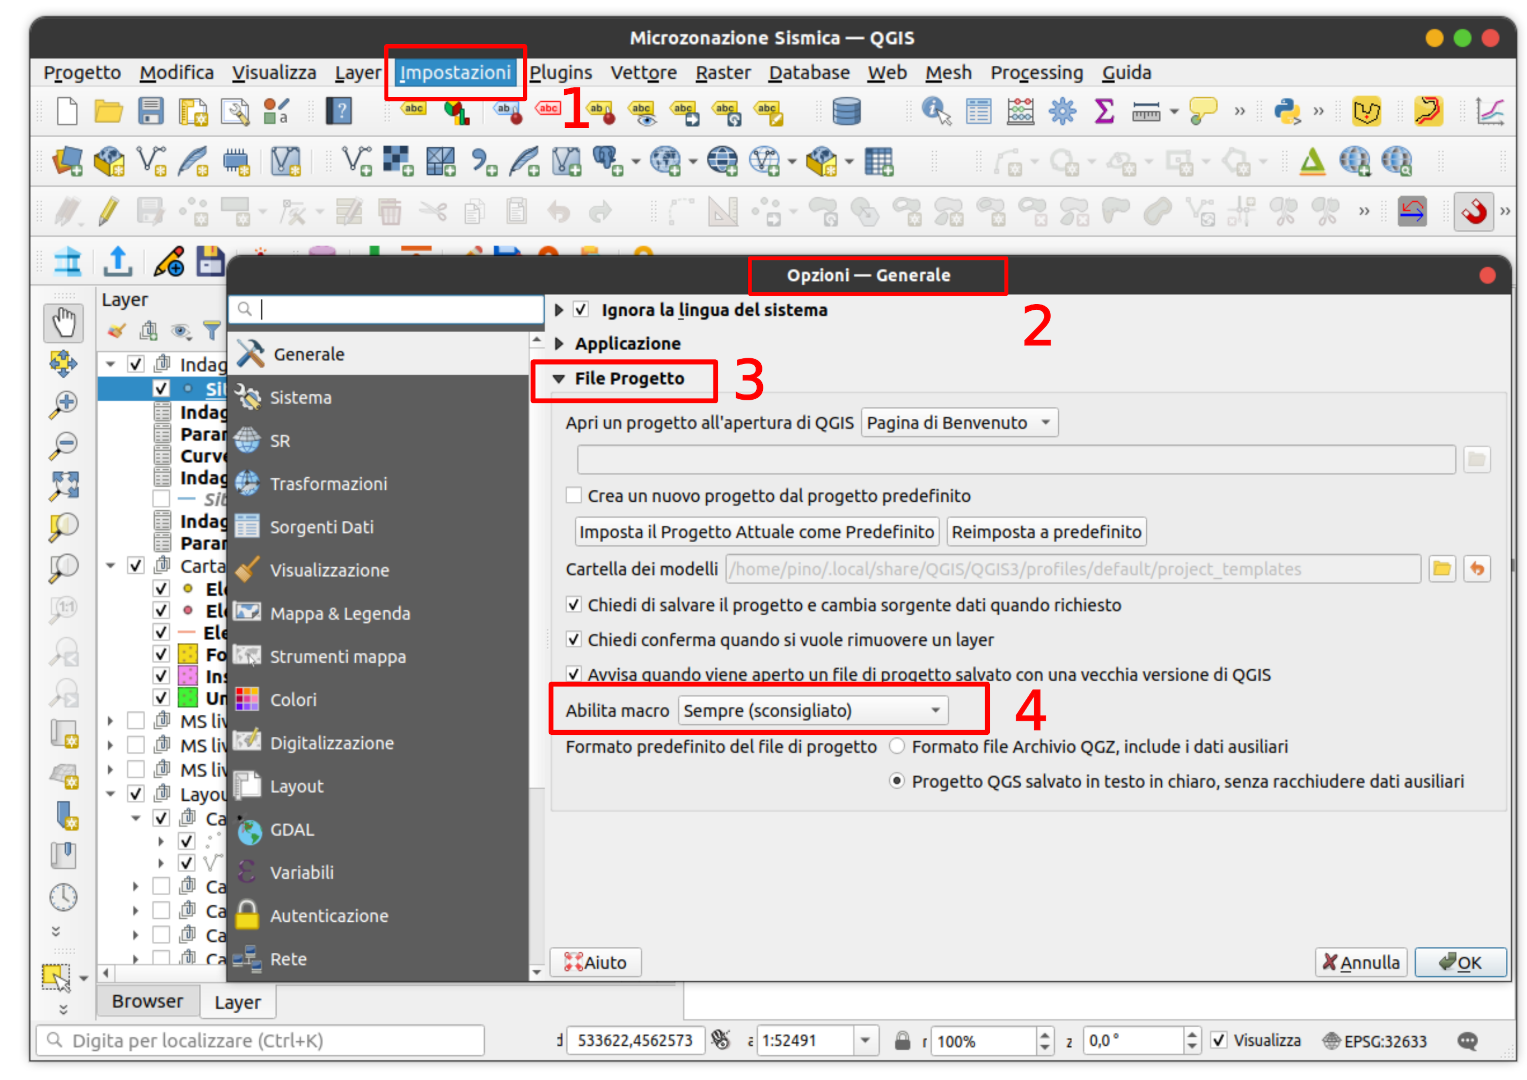 Microzonazione Sismica — QGIS
Progetto Modifica Visualizza Layer Impostazioni Plugins Vettore Raster Database Web Mesh Processing Guida
1
Layer
Opzioni — Generale
2
Indag
Sit
Indag
Param
Curve
Indag
Sit
Indag
Param
Carta
Ele
Ele
Ele
Fo
Ins
Un
MS liv
MS liv
MS liv
Layou
Ca
Ca
Ca
Ca
Ca
Generale
Sistema
SR
Trasformazioni
Sorgenti Dati
Visualizzazione
Mappa & Legenda
Strumenti mappa
Colori
Digitalizzazione
Layout
GDAL
Variabili
Autenticazione
Rete
Ignora la lingua del sistema
Applicazione
File Progetto
3
Apri un progetto all'apertura di QGIS Pagina di Benvenuto
Crea un nuovo progetto dal progetto predefinito
Imposta il Progetto Attuale come Predefinito Reimposta a predefinito
Cartella dei modelli /home/pino/.local/share/QGIS/QGIS3/profiles/default/project_templates
Chiedi di salvare il progetto e cambia sorgente dati quando richiesto
Chiedi conferma quando si vuole rimuovere un layer
Avvisa quando viene aperto un file di progetto salvato con una vecchia versione di QGIS
Abilita macro Sempre (sconsigliato)
4
Formato predefinito del file di progetto Formato file Archivio QGZ, include i dati ausiliari
Progetto QGS salvato in testo in chiaro, senza racchiudere dati ausiliari
Aiuto Annulla OK
Browser Layer
Digita per localizzare (Ctrl+K) 533622,4562573 1:52491 100% z 0,0 ° Visualizza EPSG:32633